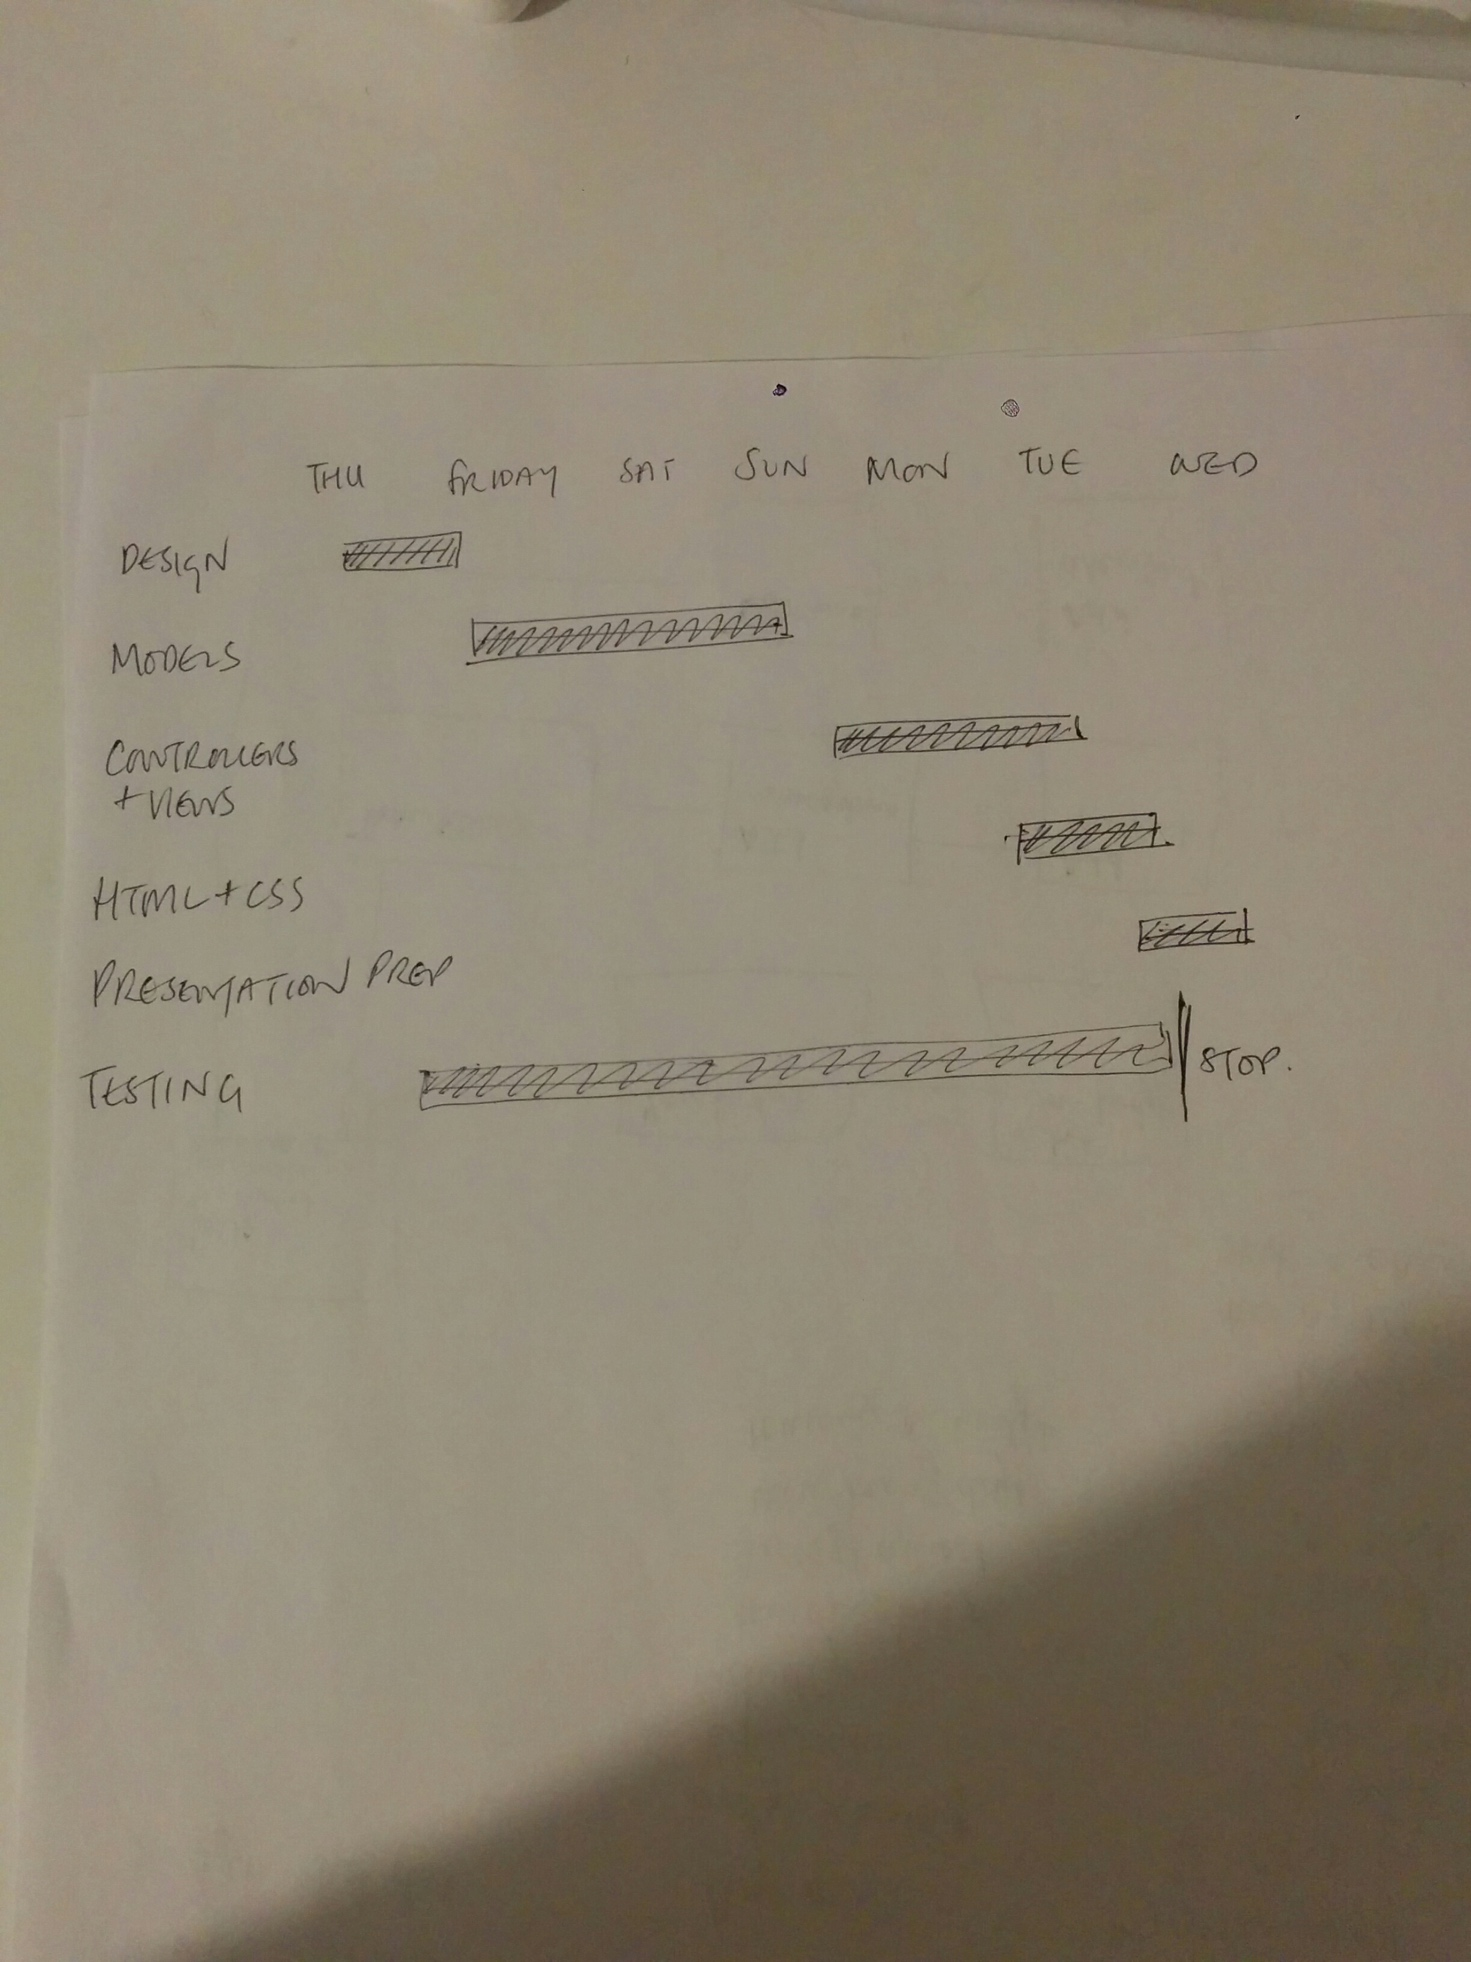 THU FRIDAY SAT SUN MON TUE WED
DESIGN
MODELS
CONTROLLERS
+ VIEWS
HTML + CSS
PRESENTATION PREP
TESTING STOP.